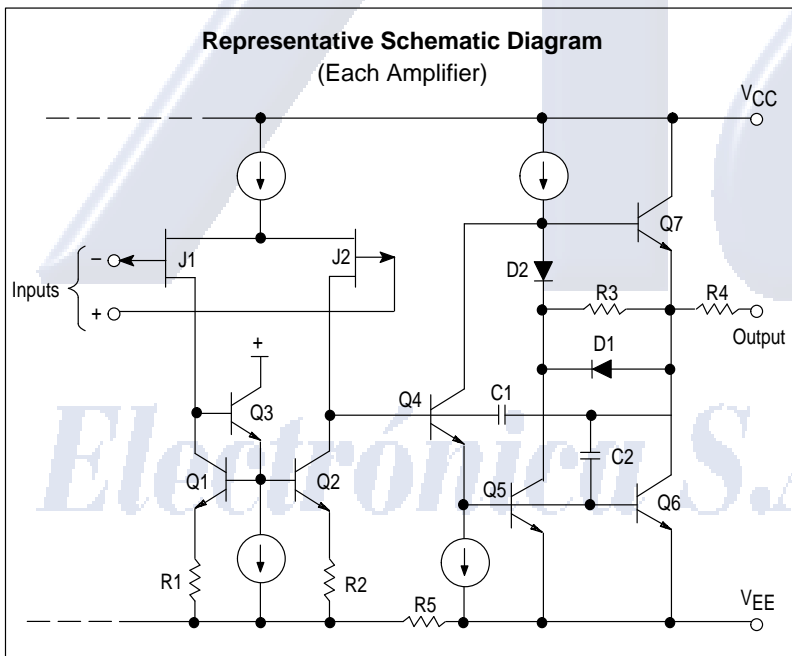 Representative Schematic Diagram
(Each Amplifier)
VCC
Q7
J1
J2
D2
Inputs
−
+
R3
R4
Output
D1
+
Q3
Q4
C1
C2
Q1
Q2
Q5
Q6
R1
R2
R5
VEE
Electrónica S.A